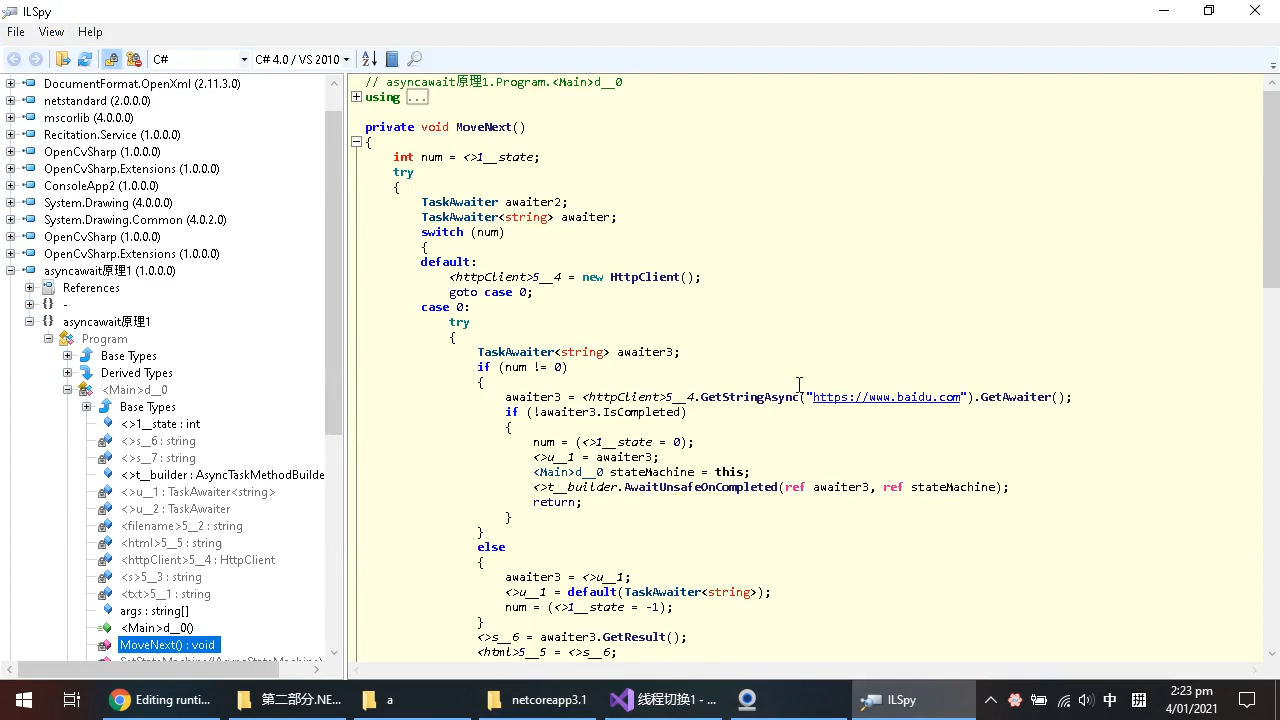 ILSpy
File View Help
C# C# 4.0 / VS 2010
DocumentFormat.OpenXml (2.11.3.0)
netstandard (2.0.0.0)
mscorlib (4.0.0.0)
Recitation.Service (1.0.0.0)
OpenCvSharp (1.0.0.0)
OpenCvSharp.Extensions (1.0.0.0)
ConsoleApp2 (1.0.0.0)
System.Drawing (4.0.0.0)
System.Drawing.Common (4.0.2.0)
OpenCvSharp (1.0.0.0)
OpenCvSharp.Extensions (1.0.0.0)
asyncawait原理1 (1.0.0.0)
References
{} -
{} asyncawait原理1
Program
Base Types
Derived Types
<Main>d__0
Base Types
<>1__state : int
<>s__6 : string
<>s__7 : string
<>t__builder : AsyncTaskMethodBuilde
<>u__1 : TaskAwaiter<string>
<>u__2 : TaskAwaiter
<filename>5__2 : string
<html>5__5 : string
<httpClient>5__4 : HttpClient
<s>5__3 : string
<txt>5__1 : string
args : string[]
<Main>d__0()
MoveNext() : void
SetStateMachine(IAsyncStateMachine)
// asyncawait原理1.Program.<Main>d__0
using ...
private void MoveNext()
{
int num = <>1__state;
try
{
TaskAwaiter awaiter2;
TaskAwaiter<string> awaiter;
switch (num)
{
default:
<httpClient>5__4 = new HttpClient();
goto case 0;
case 0:
try
{
TaskAwaiter<string> awaiter3;
if (num != 0)
{
awaiter3 = <httpClient>5__4.GetStringAsync("https://www.baidu.com").GetAwaiter();
if (!awaiter3.IsCompleted)
{
num = (<>1__state = 0);
<>u__1 = awaiter3;
<Main>d__0 stateMachine = this;
<>t__builder.AwaitUnsafeOnCompleted(ref awaiter3, ref stateMachine);
return;
}
}
else
{
awaiter3 = <>u__1;
<>u__1 = default(TaskAwaiter<string>);
num = (<>1__state = -1);
}
<>s__6 = awaiter3.GetResult();
<html>5__5 = <>s__6;
Editing runti...
第二部分.NE...
a
netcoreapp3.1
线程切换1 - ...
ILSpy
中
拼
2:23 pm
4/01/2021